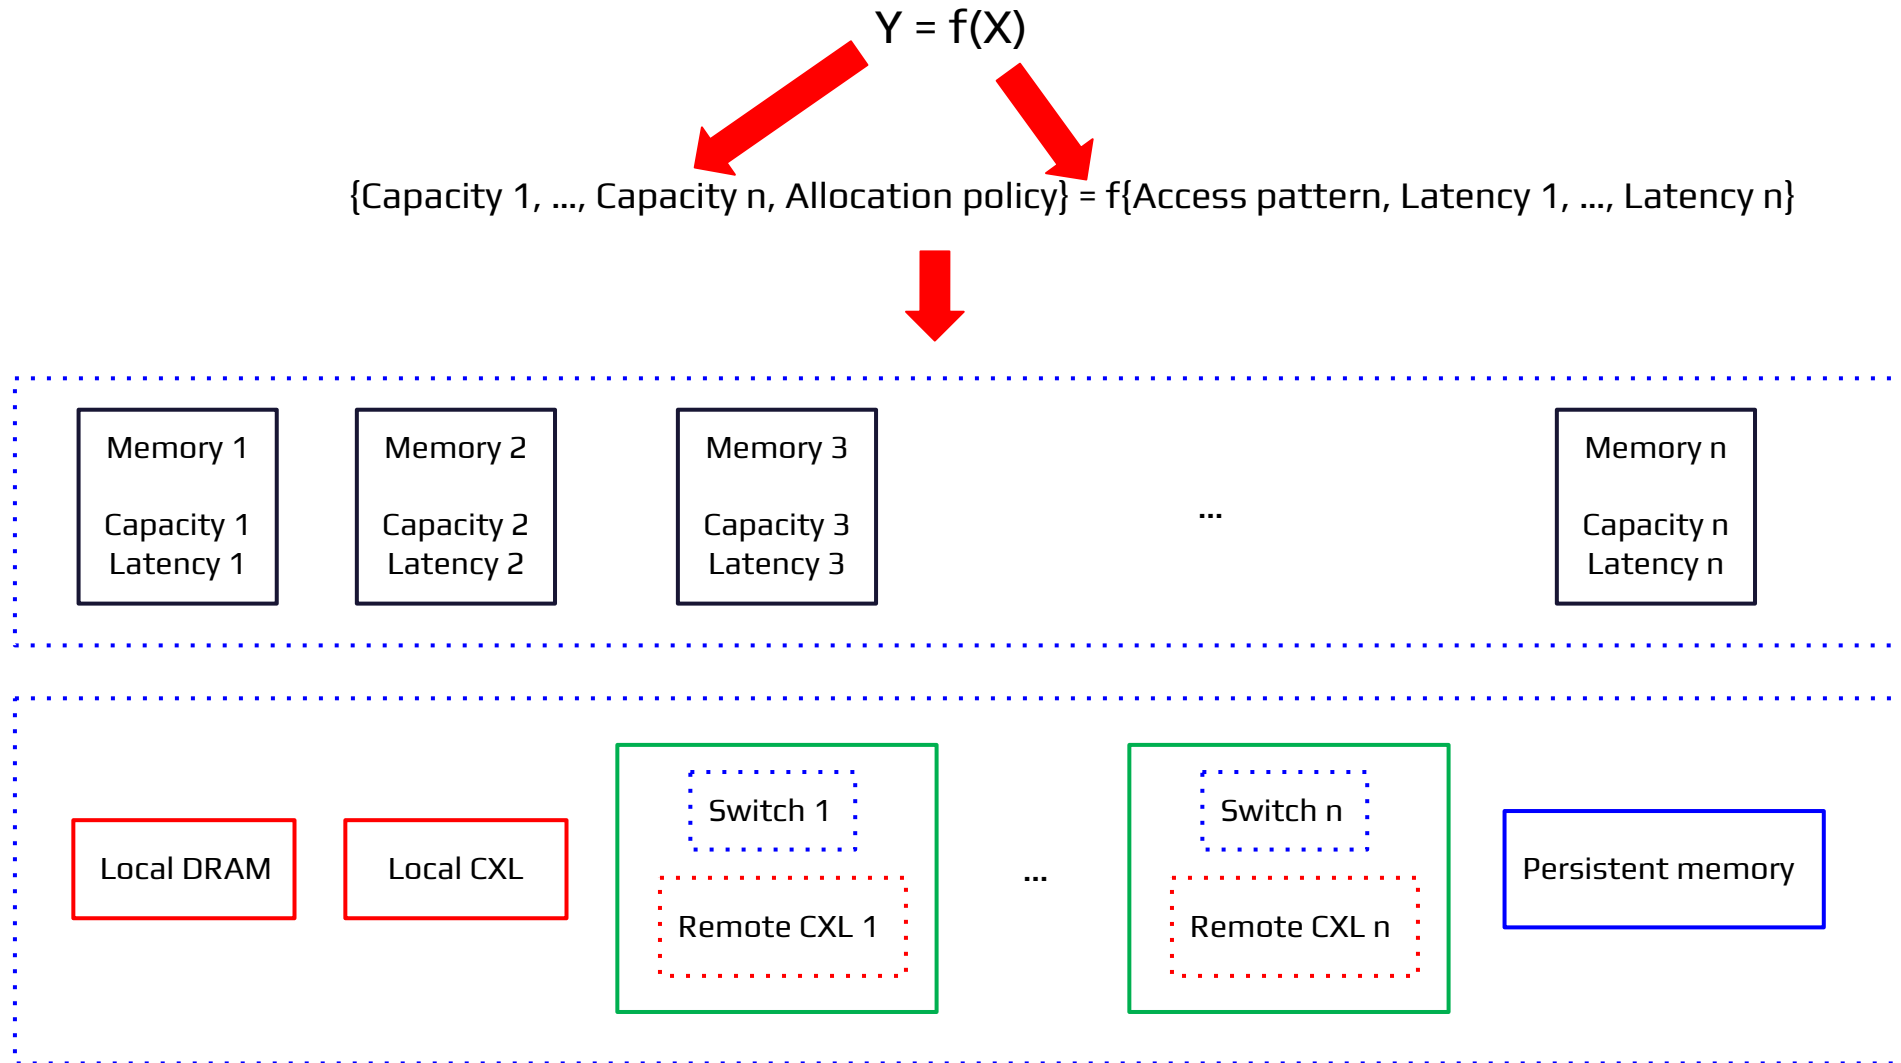 Y = f(X)
{Capacity 1, ..., Capacity n, Allocation policy} = f{Access pattern, Latency 1, ..., Latency n}
Memory 1
Capacity 1
Latency 1
Memory 2
Capacity 2
Latency 2
Memory 3
Capacity 3
Latency 3
...
Memory n
Capacity n
Latency n
Local DRAM
Local CXL
Switch 1
Remote CXL 1
...
Switch n
Remote CXL n
Persistent memory